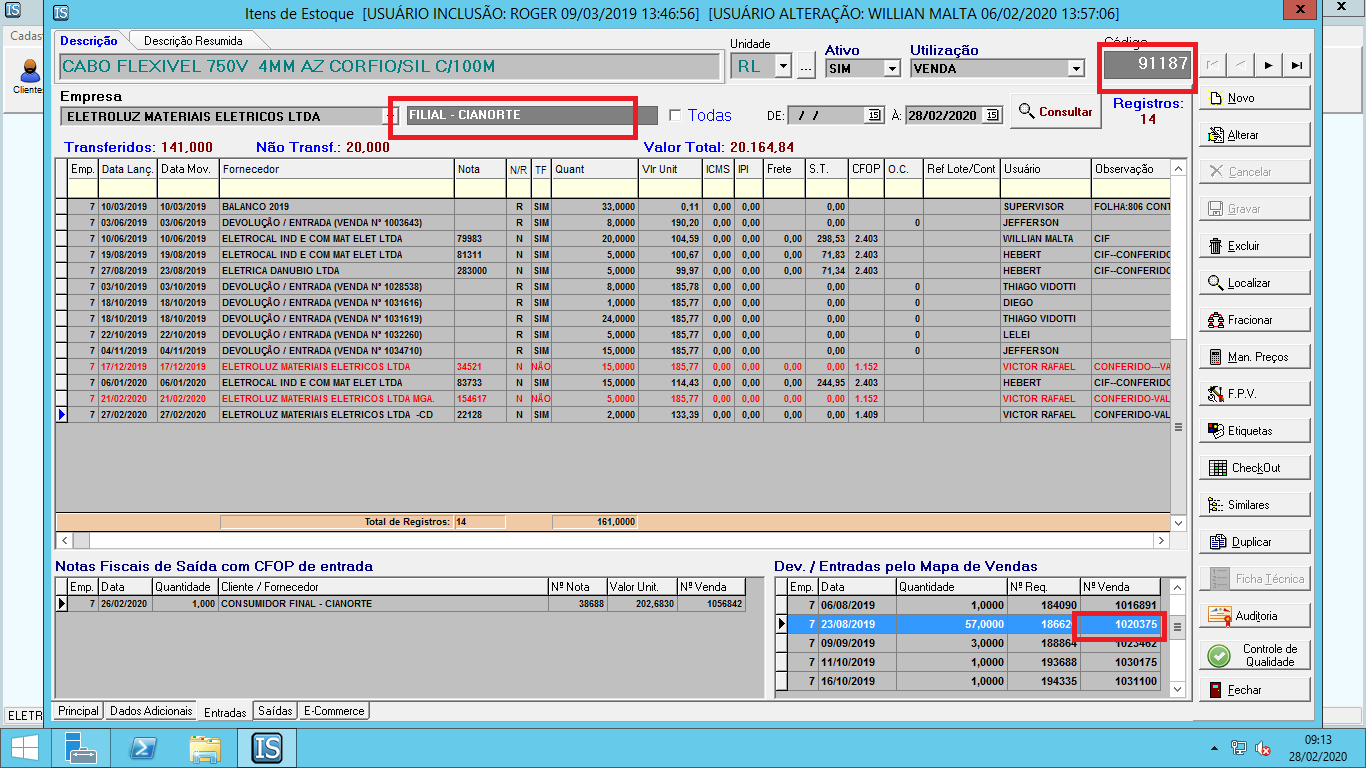 Itens de Estoque [USUÁRIO INCLUSÃO: ROGER 09/03/2019 13:46:56] [USUÁRIO ALTERAÇÃO: WILLIAN MALTA 06/02/2020 13:57:06]
Cadast
Cliente
Descrição Descrição Resumida
CABO FLEXIVEL 750V 4MM AZ CORFIO/SIL C/100M
Unidade
RL
...
Ativo
SIM
Utilização
VENDA
Código
91187
Empresa
ELETROLUZ MATERIAIS ELETRICOS LTDA
FILIAL - CIANORTE
Todas
DE: / /
À: 28/02/2020
Consultar
Registros:
14
Transferidos: 141,000 Não Transf.: 20,000 Valor Total: 20.164,84
Emp. Data Lanç. Data Mov. Fornecedor Nota N/R TF Quant Vlr Unit ICMS IPI Frete S.T. CFOP O.C. Ref Lote/Cont Usuário Observação
7 10/03/2019 10/03/2019 BALANCO 2019 R SIM 33,0000 0,11 0,00 0,00 0,00 SUPERVISOR FOLHA:806 CONT
7 03/06/2019 03/06/2019 DEVOLUÇÃO / ENTRADA (VENDA Nº 1003643) R SIM 8,0000 190,20 0,00 0,00 0,00 0 JEFFERSON
7 10/06/2019 10/06/2019 ELETROCAL IND E COM MAT ELET LTDA 79983 N SIM 20,0000 104,59 0,00 0,00 0,00 298,53 2.403 WILLIAN MALTA CIF
7 19/08/2019 19/08/2019 ELETROCAL IND E COM MAT ELET LTDA 81311 N SIM 5,0000 100,67 0,00 0,00 0,00 71,83 2.403 HEBERT CIF--CONFERIDO
7 27/08/2019 23/08/2019 ELETRICA DANUBIO LTDA 283000 N SIM 5,0000 99,97 0,00 0,00 0,00 71,34 2.403 HEBERT CIF--CONFERIDO
7 03/10/2019 03/10/2019 DEVOLUÇÃO / ENTRADA (VENDA Nº 1028538) R SIM 8,0000 185,78 0,00 0,00 0,00 0 THIAGO VIDOTTI
7 18/10/2019 18/10/2019 DEVOLUÇÃO / ENTRADA (VENDA Nº 1031616) R SIM 1,0000 185,77 0,00 0,00 0,00 0 DIEGO
7 18/10/2019 18/10/2019 DEVOLUÇÃO / ENTRADA (VENDA Nº 1031619) R SIM 24,0000 185,77 0,00 0,00 0,00 0 THIAGO VIDOTTI
7 22/10/2019 22/10/2019 DEVOLUÇÃO / ENTRADA (VENDA Nº 1032260) R SIM 5,0000 185,77 0,00 0,00 0,00 0 LELEI
7 04/11/2019 04/11/2019 DEVOLUÇÃO / ENTRADA (VENDA Nº 1034710) R SIM 15,0000 185,77 0,00 0,00 0,00 0 JEFFERSON
7 17/12/2019 17/12/2019 ELETROLUZ MATERIAIS ELETRICOS LTDA 34521 N NÃO 15,0000 185,77 0,00 0,00 0,00 0,00 1.152 VICTOR RAFAEL CONFERIDO---VA
7 06/01/2020 06/01/2020 ELETROCAL IND E COM MAT ELET LTDA 83733 N SIM 15,0000 114,43 0,00 0,00 0,00 244,95 2.403 HEBERT CIF--CONFERIDO
7 21/02/2020 21/02/2020 ELETROLUZ MATERIAIS ELETRICOS LTDA MGA. 154617 N NÃO 5,0000 185,77 0,00 0,00 0,00 0,00 1.152 VICTOR RAFAEL CONFERIDO-VAL
7 27/02/2020 27/02/2020 ELETROLUZ MATERIAIS ELETRICOS LTDA -CD 22128 N SIM 2,0000 133,39 0,00 0,00 0,00 0,00 1.409 VICTOR RAFAEL CONFERIDO-VAL
Total de Registros: 14 161,0000
Notas Fiscais de Saída com CFOP de entrada
Emp. Data Quantidade Cliente / Fornecedor Nº Nota Valor Unit. Nº Venda
7 26/02/2020 1,000 CONSUMIDOR FINAL - CIANORTE 38688 202,6830 1056842
Dev. / Entradas pelo Mapa de Vendas
Emp. Data Quantidade Nº Req. Nº Venda
7 06/08/2019 1,0000 184090 1016891
7 23/08/2019 57,0000 1020375
7 09/09/2019 3,0000 188864 1023462
7 11/10/2019 1,0000 193688 1030175
7 16/10/2019 1,0000 194335 1031100
Principal Dados Adicionais Entradas Saídas E-Commerce
Novo
Alterar
Cancelar
Gravar
Excluir
Localizar
Fracionar
Man. Preços
F.P.V.
Etiquetas
CheckOut
Similares
Duplicar
Ficha Técnica
Auditoria
Controle de
Qualidade
Fechar
ELETR
IS
09:13
28/02/2020